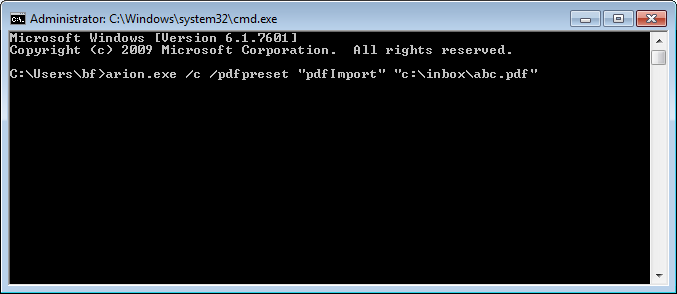 Administrator: C:\Windows\system32\cmd.exe
Microsoft Windows [Version 6.1.7601]
Copyright (c) 2009 Microsoft Corporation.  All rights reserved.
C:\Users\bf>arion.exe /c /pdfpreset "pdfImport" "c:\inbox\abc.pdf"